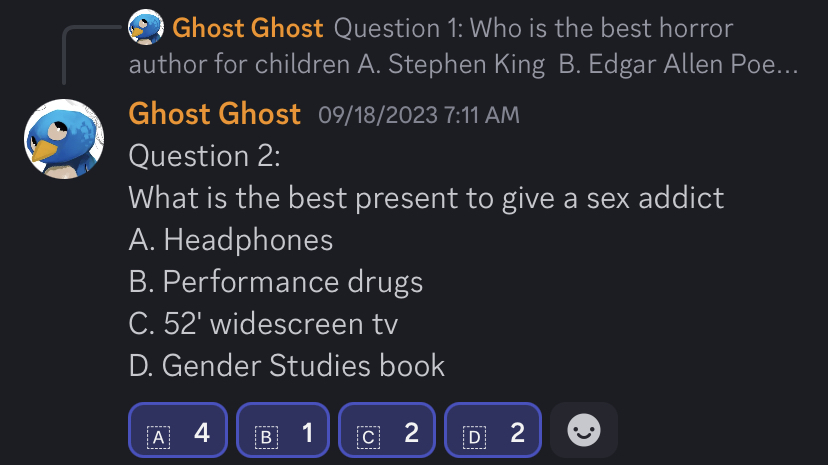 Ghost Ghost Question 1: Who is the best horror
author for children A. Stephen King B. Edgar Allen Poe...
Ghost Ghost 09/18/2023 7:11 AM
Question 2:
What is the best present to give a sex addict
A. Headphones
B. Performance drugs
C. 52' widescreen tv
D. Gender Studies book
A 4 B 1 C 2 D 2